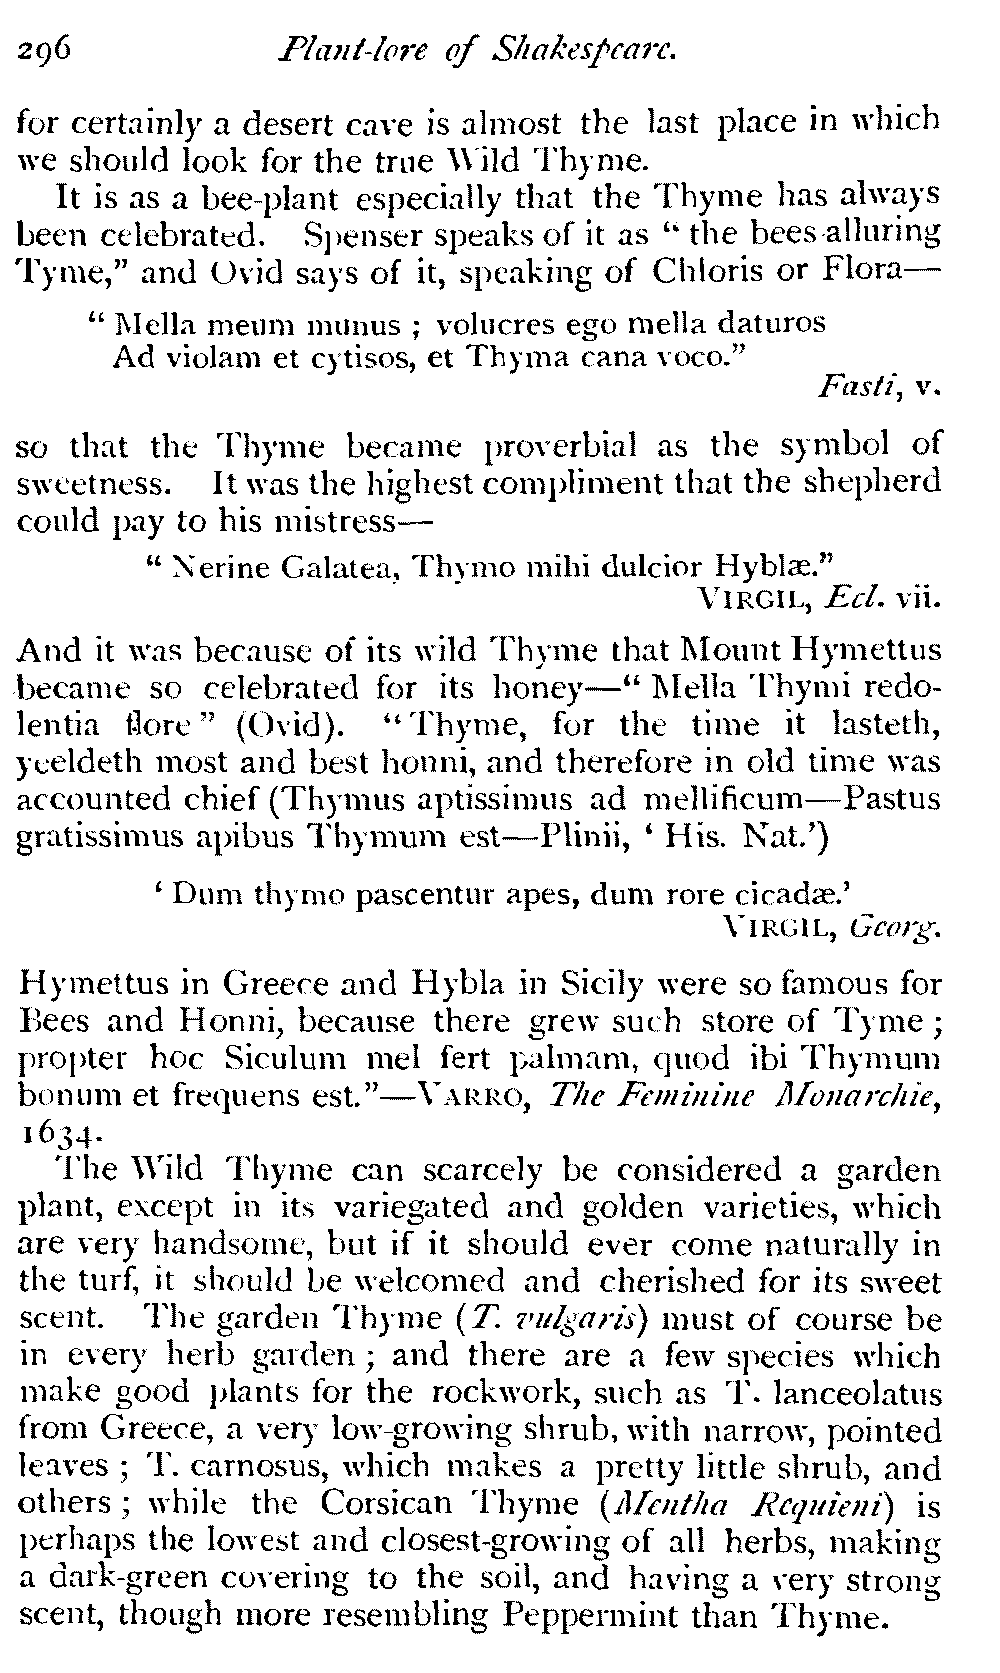 296 Plant-lore of Shakespeare.
for certainly a desert cave is almost the last place in which
we should look for the true Wild Thyme.
It is as a bee-plant especially that the Thyme has always
been celebrated. Spenser speaks of it as “ the bees-alluring
Tyme,” and Ovid says of it, speaking of Chloris or Flora—
“ Mella meum munus ; volucres ego mella daturos
Ad violam et cytisos, et Thyma cana voco.”
Fasti, v.
so that the Thyme became proverbial as the symbol of
sweetness. It was the highest compliment that the shepherd
could pay to his mistress—
“ Nerine Galatea, Thymo mihi dulcior Hyblæ.”
VIRGIL, Ecl. vii.
And it was because of its wild Thyme that Mount Hymettus
became so celebrated for its honey—“ Mella Thymi redo-
lentia flore” (Ovid). “Thyme, for the time it lasteth,
yeeldeth most and best honni, and therefore in old time was
accounted chief (Thymus aptissimus ad mellificum—Pastus
gratissimus apibus Thymum est—Plinii, ‘ His. Nat.’)
‘ Dum thymo pascentur apes, dum rore cicadæ.’
VIRGIL, Georg.
Hymettus in Greece and Hybla in Sicily were so famous for
Bees and Honni, because there grew such store of Tyme ;
propter hoc Siculum mel fert palmam, quod ibi Thymum
bonum et frequens est.”—VARRO, The Feminine Monarchie,
1634.
The Wild Thyme can scarcely be considered a garden
plant, except in its variegated and golden varieties, which
are very handsome, but if it should ever come naturally in
the turf, it should be welcomed and cherished for its sweet
scent. The garden Thyme (T. vulgaris) must of course be
in every herb garden ; and there are a few species which
make good plants for the rockwork, such as T. lanceolatus
from Greece, a very low-growing shrub, with narrow, pointed
leaves ; T. carnosus, which makes a pretty little shrub, and
others ; while the Corsican Thyme (Mentha Requieni) is
perhaps the lowest and closest-growing of all herbs, making
a dark-green covering to the soil, and having a very strong
scent, though more resembling Peppermint than Thyme.